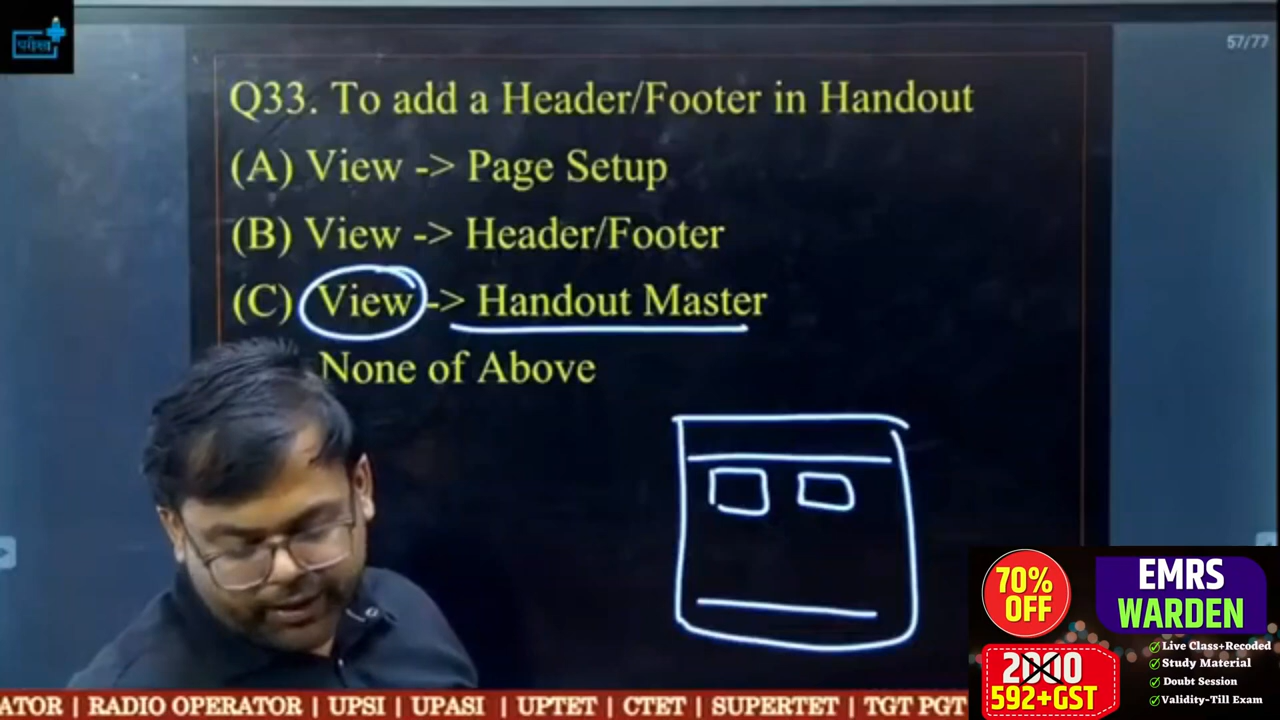 परीक्षा
57/77
Q33. To add a Header/Footer in Handout
(A) View -> Page Setup
(B) View -> Header/Footer
(C) View -> Handout Master
None of Above
70%
OFF
EMRS
WARDEN
2000
592+GST
Live Class+Recoded
Study Material
Doubt Session
Validity-Till Exam
ATOR | RADIO OPERATOR | UPSI | UPASI | UPTET | CTET | SUPERTET | TGT PGT